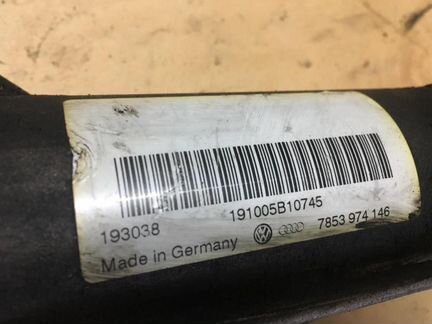 191005B10745
193038
7853 974 146
Made in Germany